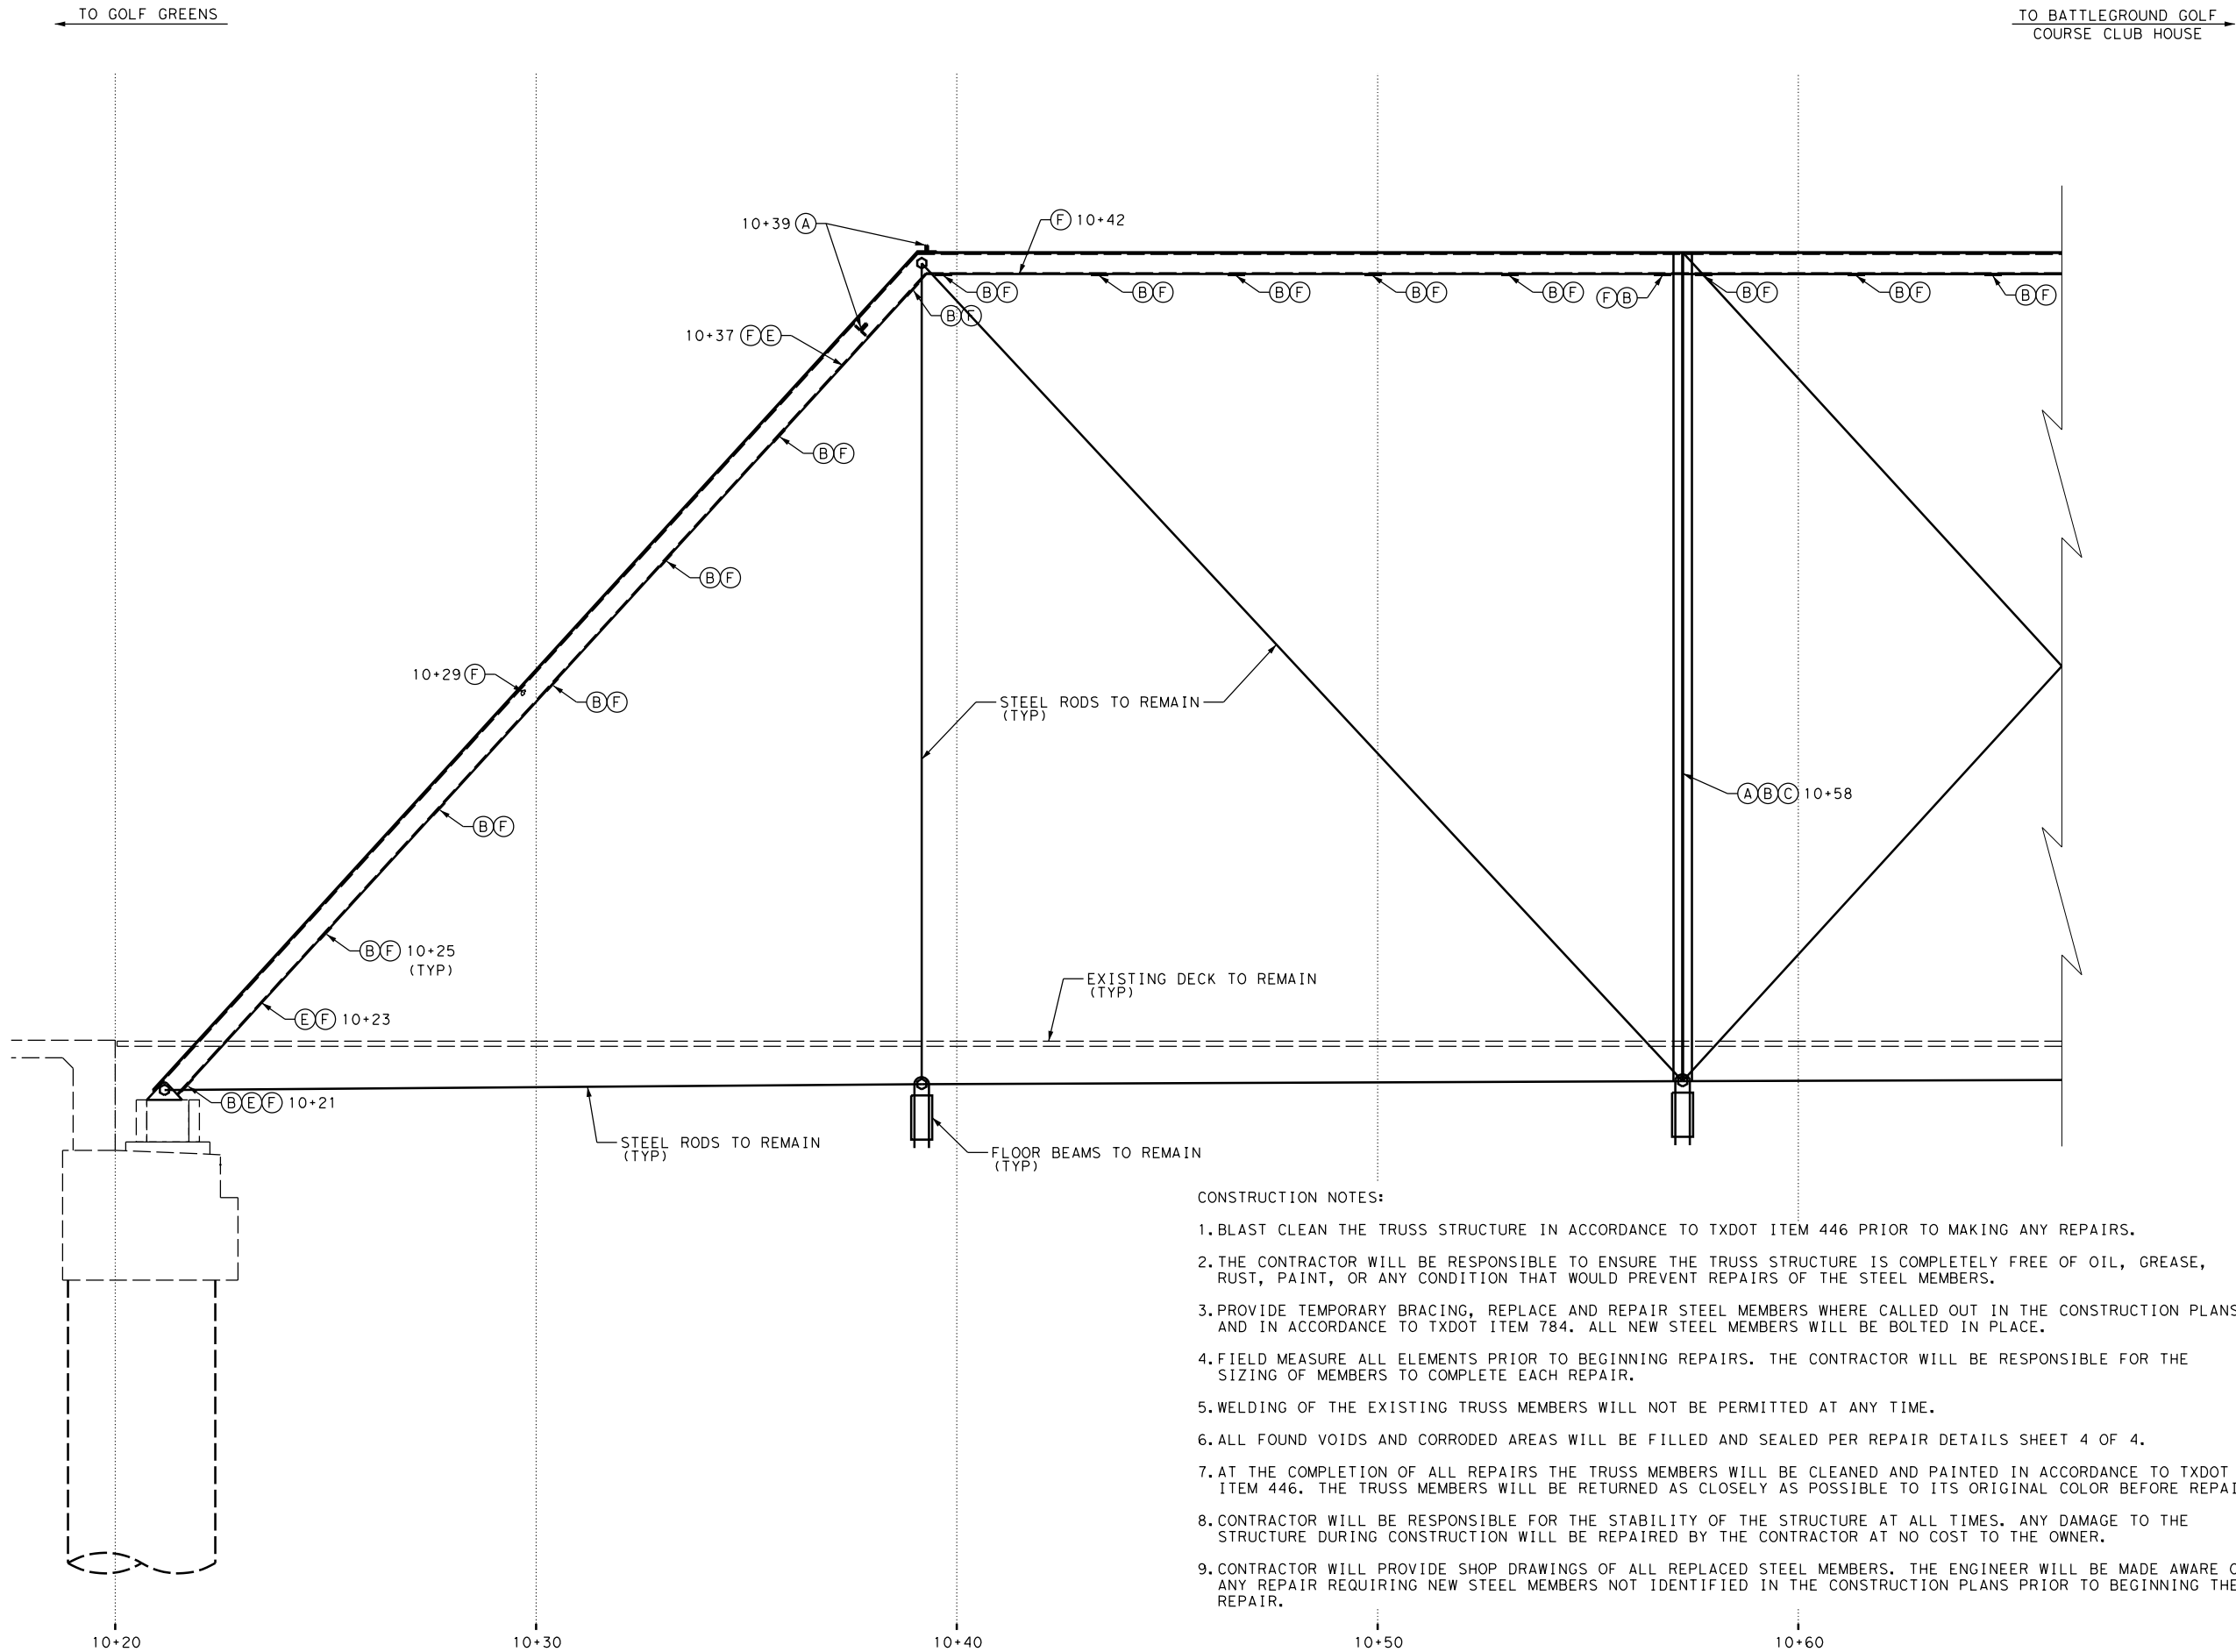 TO GOLF GREENS
TO BATTLEGROUND GOLF
COURSE CLUB HOUSE
10+39 A
F 10+42
B F
B F
B F
B F
B F
F B
B F
B F
B F
B F
10+37 F E
B F
B F
10+29 F
B F
STEEL RODS TO REMAIN
(TYP)
A B C 10+58
B F
B F 10+25
(TYP)
EXISTING DECK TO REMAIN
(TYP)
E F 10+23
B E F 10+21
STEEL RODS TO REMAIN
(TYP)
FLOOR BEAMS TO REMAIN
(TYP)
CONSTRUCTION NOTES:
1. BLAST CLEAN THE TRUSS STRUCTURE IN ACCORDANCE TO TXDOT ITEM 446 PRIOR TO MAKING ANY REPAIRS.
2. THE CONTRACTOR WILL BE RESPONSIBLE TO ENSURE THE TRUSS STRUCTURE IS COMPLETELY FREE OF OIL, GREASE,
RUST, PAINT, OR ANY CONDITION THAT WOULD PREVENT REPAIRS OF THE STEEL MEMBERS.
3. PROVIDE TEMPORARY BRACING, REPLACE AND REPAIR STEEL MEMBERS WHERE CALLED OUT IN THE CONSTRUCTION PLANS
AND IN ACCORDANCE TO TXDOT ITEM 784. ALL NEW STEEL MEMBERS WILL BE BOLTED IN PLACE.
4. FIELD MEASURE ALL ELEMENTS PRIOR TO BEGINNING REPAIRS. THE CONTRACTOR WILL BE RESPONSIBLE FOR THE
SIZING OF MEMBERS TO COMPLETE EACH REPAIR.
5. WELDING OF THE EXISTING TRUSS MEMBERS WILL NOT BE PERMITTED AT ANY TIME.
6. ALL FOUND VOIDS AND CORRODED AREAS WILL BE FILLED AND SEALED PER REPAIR DETAILS SHEET 4 OF 4.
7. AT THE COMPLETION OF ALL REPAIRS THE TRUSS MEMBERS WILL BE CLEANED AND PAINTED IN ACCORDANCE TO TXDOT
ITEM 446. THE TRUSS MEMBERS WILL BE RETURNED AS CLOSELY AS POSSIBLE TO ITS ORIGINAL COLOR BEFORE
8. CONTRACTOR WILL BE RESPONSIBLE FOR THE STABILITY OF THE STRUCTURE AT ALL TIMES. ANY DAMAGE TO THE
STRUCTURE DURING CONSTRUCTION WILL BE REPAIRED BY THE CONTRACTOR AT NO COST TO THE OWNER.
9. CONTRACTOR WILL PROVIDE SHOP DRAWINGS OF ALL REPLACED STEEL MEMBERS. THE ENGINEER WILL BE MADE AWARE
ANY REPAIR REQUIRING NEW STEEL MEMBERS NOT IDENTIFIED IN THE CONSTRUCTION PLANS PRIOR TO BEGINNING THE
REPAIR.
10+20
10+30
10+40
10+50
10+60